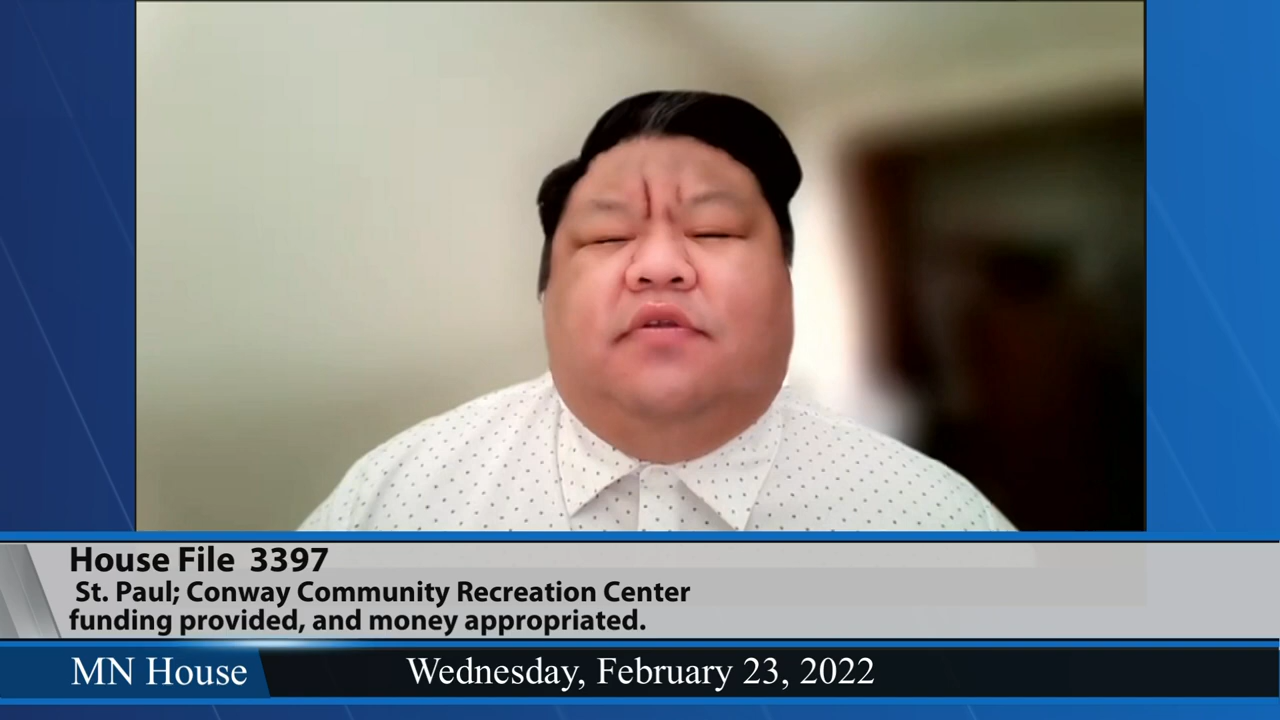 House File 3397
St. Paul; Conway Community Recreation Center
funding provided, and money appropriated.
MN House
Wednesday, February 23, 2022